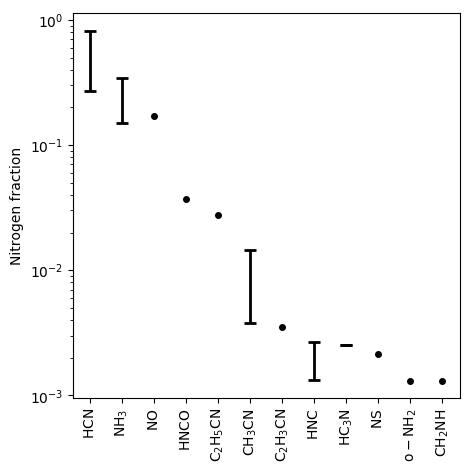 10⁰
10⁻¹
10⁻²
10⁻³
Nitrogen fraction
HCN
NH₃
NO
HNCO
C₂H₅CN
CH₃CN
C₂H₃CN
HNC
HC₃N
NS
o − NH₂
CH₂NH